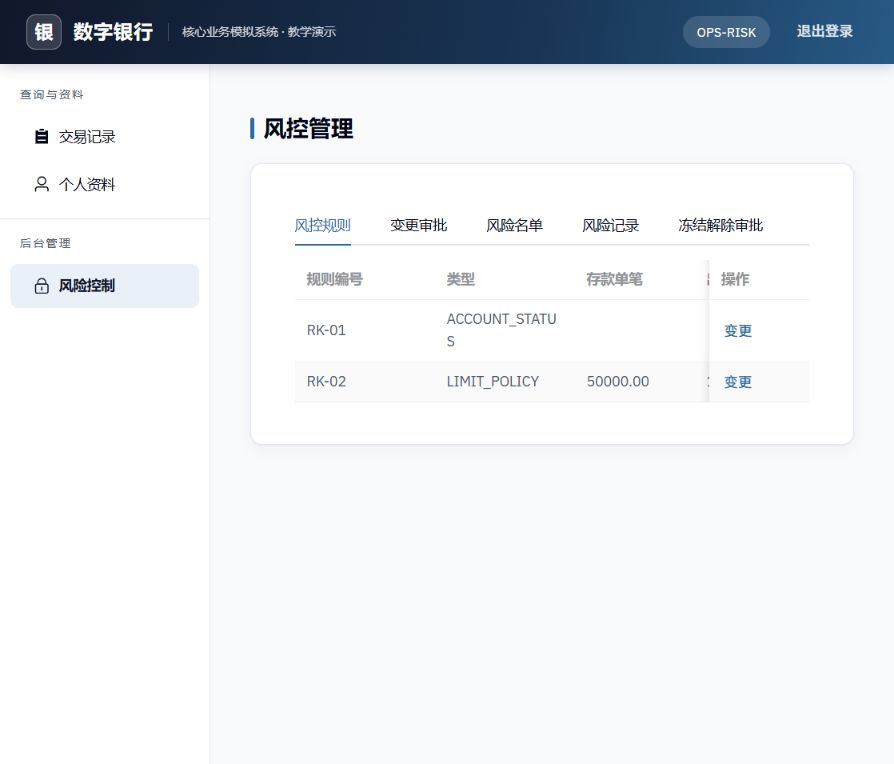 银 数字银行 核心业务模拟系统·教学演示 OPS-RISK 退出登录
查询与资料
交易记录
个人资料
后台管理
风险控制
风控管理
风控规则 变更审批 风险名单 风险记录 冻结解除审批
规则编号 类型 存款单笔 操作
RK-01 ACCOUNT_STATU
S 变更
RK-02 LIMIT_POLICY 50000.00 变更